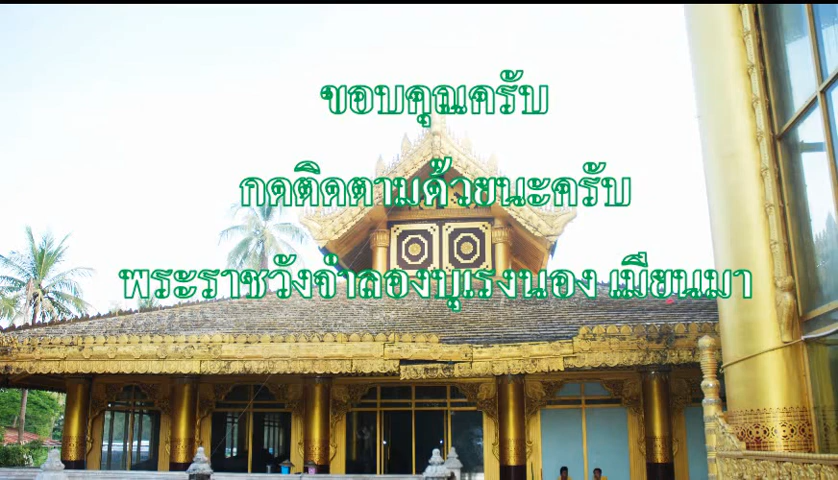 ขอบคุณครับ
กดติดตามด้วยนะครับ
พระราชวังจำลองบุเรงนอง เมียนมา